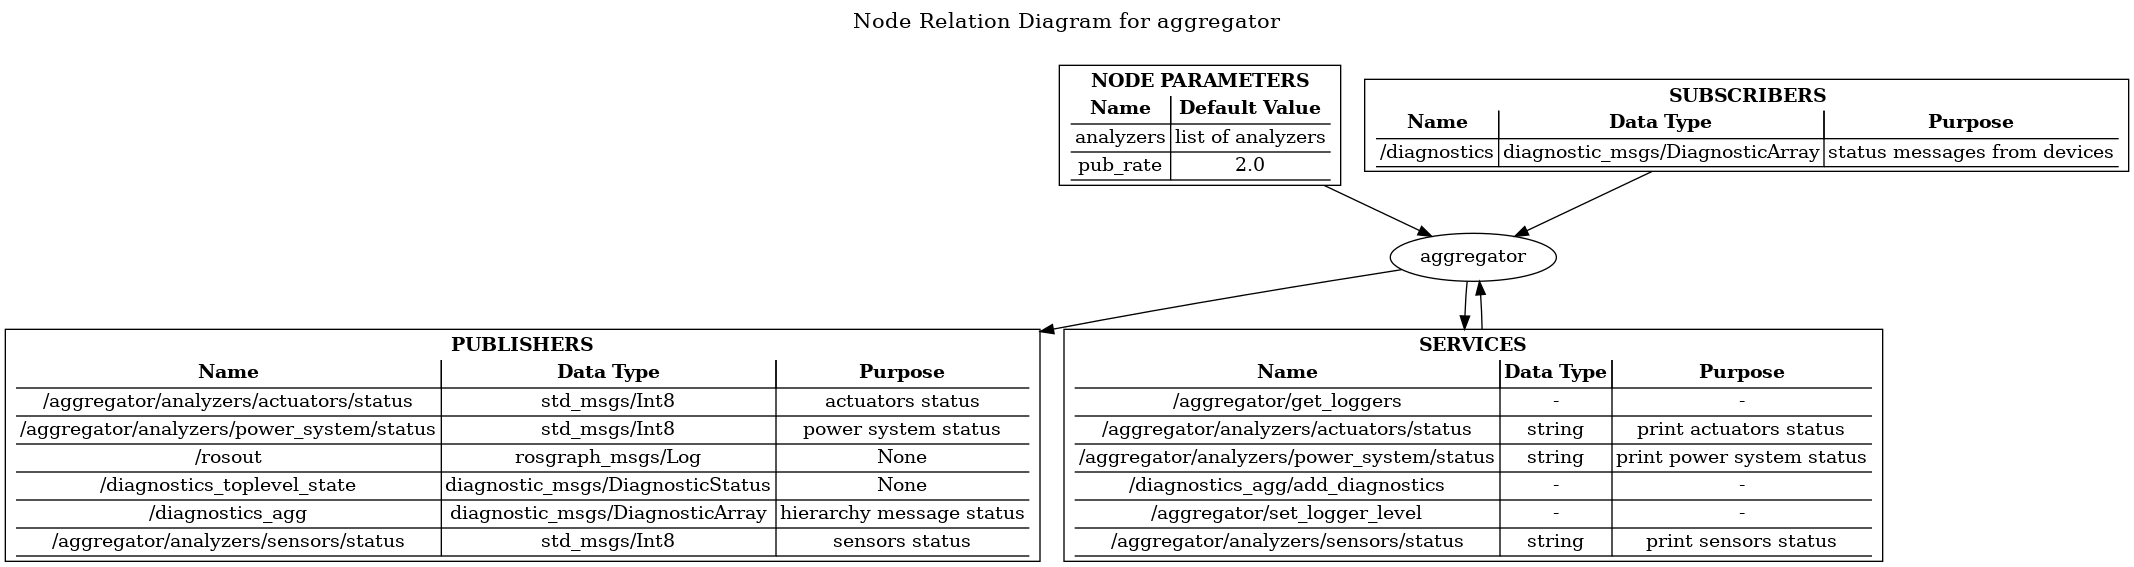 Node Relation Diagram for aggregator
NODE PARAMETERS
Name Default Value
analyzers list of analyzers
pub_rate 2.0
SUBSCRIBERS
Name Data Type Purpose
/diagnostics diagnostic_msgs/DiagnosticArray status messages from devices
aggregator
PUBLISHERS
Name Data Type Purpose
/aggregator/analyzers/actuators/status std_msgs/Int8 actuators status
/aggregator/analyzers/power_system/status std_msgs/Int8 power system status
/rosout rosgraph_msgs/Log None
/diagnostics_toplevel_state diagnostic_msgs/DiagnosticStatus None
/diagnostics_agg diagnostic_msgs/DiagnosticArray hierarchy message status
/aggregator/analyzers/sensors/status std_msgs/Int8 sensors status
SERVICES
Name Data Type Purpose
/aggregator/get_loggers - -
/aggregator/analyzers/actuators/status string print actuators status
/aggregator/analyzers/power_system/status string print power system status
/diagnostics_agg/add_diagnostics - -
/aggregator/set_logger_level - -
/aggregator/analyzers/sensors/status string print sensors status